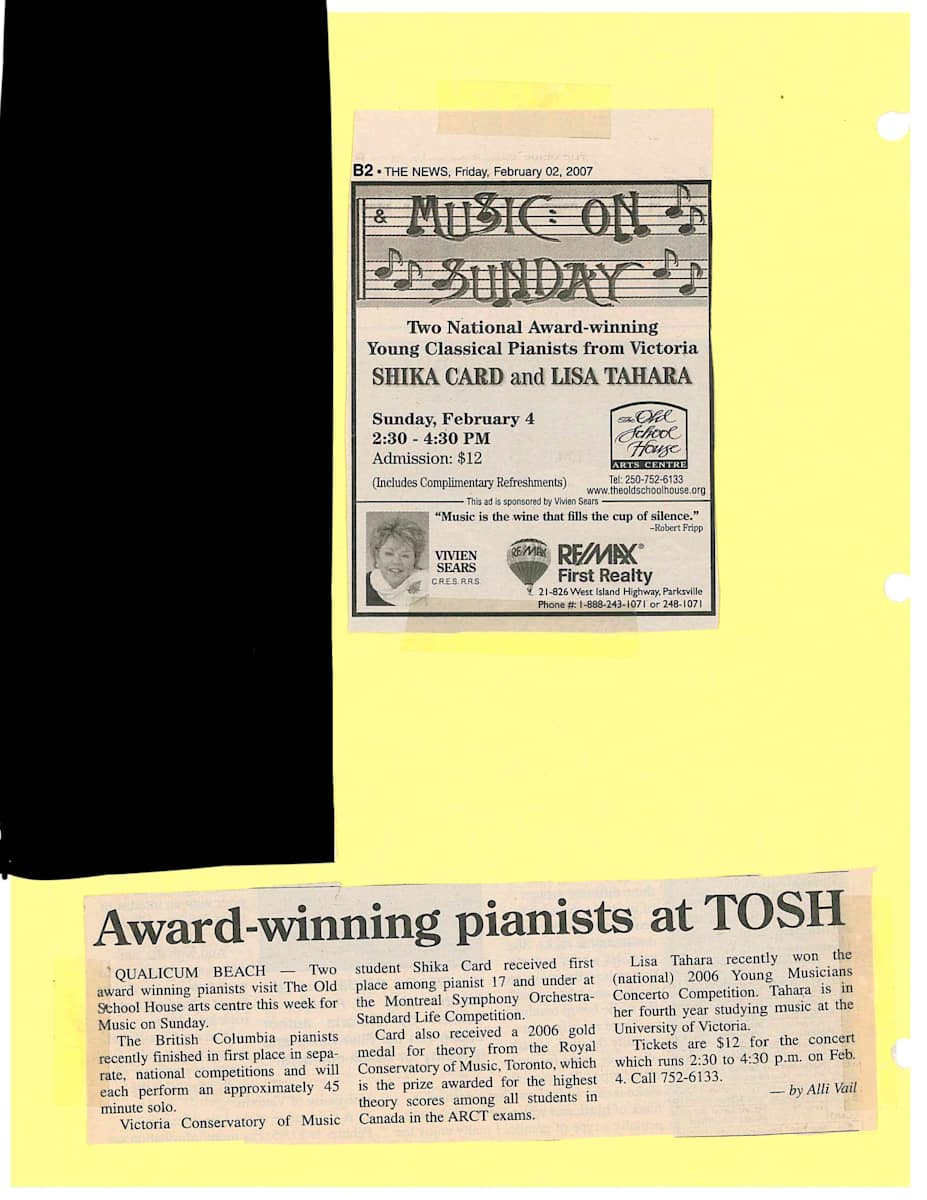 B2 • THE NEWS, Friday, February 02, 2007
& MUSIC: ON
SUNDAY
Two National Award-winning
Young Classical Pianists from Victoria
SHIKA CARD and LISA TAHARA
Sunday, February 4
2:30 - 4:30 PM
Admission: $12
(Includes Complimentary Refreshments)
The Old
School
House
ARTS CENTRE
Tel: 250-752-6133
www.theoldschoolhouse.org
This ad is sponsored by Vivien Sears
“Music is the wine that fills the cup of silence.”
–Robert Fripp
VIVIEN
SEARS
C.R.E.S. R.R.S.
RE/MAX
RE/MAX®
First Realty
21-826 West Island Highway, Parksville
Phone #: 1-888-243-1071 or 248-1071
Award-winning pianists at TOSH
QUALICUM BEACH — Two
award winning pianists visit The Old
School House arts centre this week for
Music on Sunday.
The British Columbia pianists
recently finished in first place in sepa-
rate, national competitions and will
each perform an approximately 45
minute solo.
Victoria Conservatory of Music
student Shika Card received first
place among pianist 17 and under at
the Montreal Symphony Orchestra-
Standard Life Competition.
Card also received a 2006 gold
medal for theory from the Royal
Conservatory of Music, Toronto, which
is the prize awarded for the highest
theory scores among all students in
Canada in the ARCT exams.
Lisa Tahara recently won the
(national) 2006 Young Musicians
Concerto Competition. Tahara is in
her fourth year studying music at the
University of Victoria.
Tickets are $12 for the concert
which runs 2:30 to 4:30 p.m. on Feb.
4. Call 752-6133.
— by Alli Vail